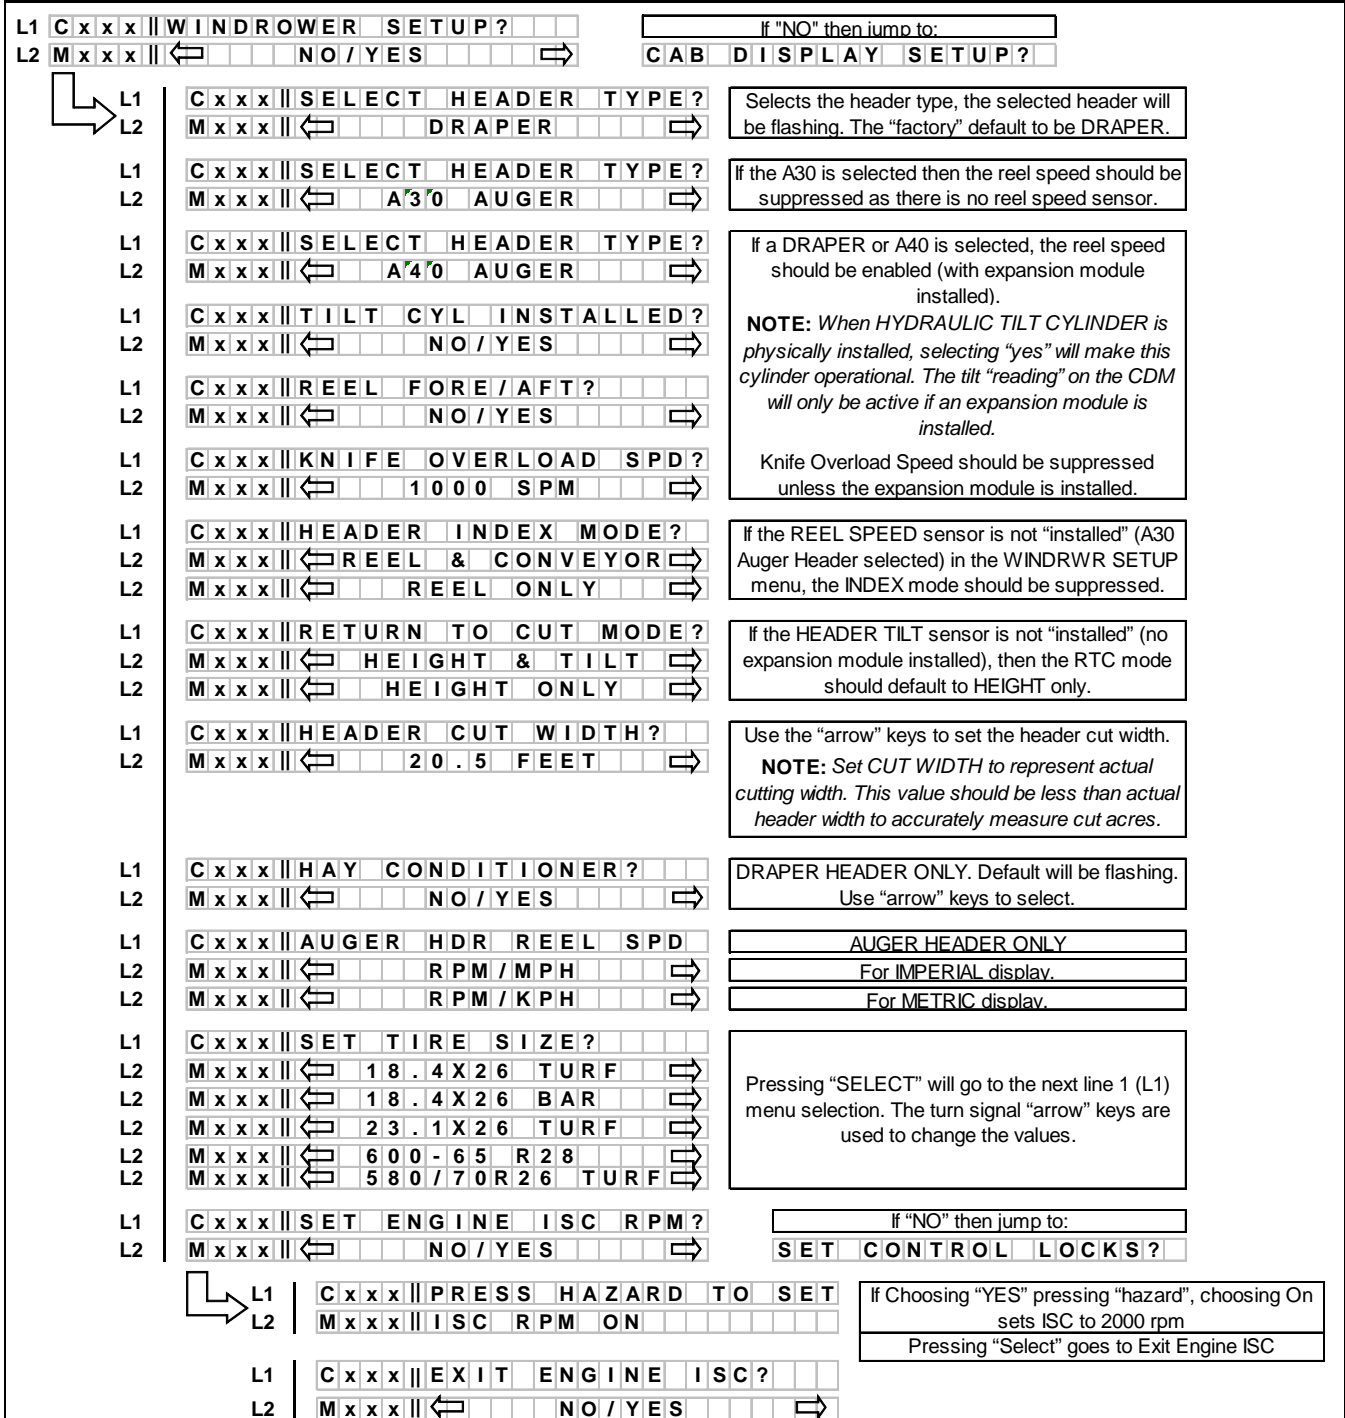 L1 Cxxx||WINDROWER SETUP? If "NO" then jump to:
L2 Mxxx|| NO/YES CAB DISPLAY SETUP?
L1 Cxxx||SELECT HEADER TYPE? Selects the header type, the selected header will
L2 Mxxx|| DRAPER be flashing. The “factory” default to be DRAPER.
L1 Cxxx||SELECT HEADER TYPE? If the A30 is selected then the reel speed should be
L2 Mxxx|| A30 AUGER suppressed as there is no reel speed sensor.
L1 Cxxx||SELECT HEADER TYPE?
L2 Mxxx|| A40 AUGER
L1 Cxxx||TILT CYL INSTALLED?
L2 Mxxx|| NO/YES
L1 Cxxx||REEL FORE/AFT?
L2 Mxxx|| NO/YES
L1 Cxxx||KNIFE OVERLOAD SPD?
L2 Mxxx|| 1000 SPM
If a DRAPER or A40 is selected, the reel speed
should be enabled (with expansion module
installed).
NOTE: When HYDRAULIC TILT CYLINDER is
physically installed, selecting “yes” will make this
cylinder operational. The tilt “reading” on the CDM
will only be active if an expansion module is
installed.
Knife Overload Speed should be suppressed
unless the expansion module is installed.
L1 Cxxx||HEADER INDEX MODE? If the REEL SPEED sensor is not “installed” (A30
L2 Mxxx|| REEL & CONVEYOR Auger Header selected) in the WINDRWR SETUP
L2 Mxxx|| REEL ONLY menu, the INDEX mode should be suppressed.
L1 Cxxx||RETURN TO CUT MODE? If the HEADER TILT sensor is not “installed” (no
L2 Mxxx|| HEIGHT & TILT expansion module installed), then the RTC mode
L2 Mxxx|| HEIGHT ONLY should default to HEIGHT only.
L1 Cxxx||HEADER CUT WIDTH? Use the “arrow” keys to set the header cut width.
L2 Mxxx|| 20.5 FEET NOTE: Set CUT WIDTH to represent actual
cutting width. This value should be less than actual
header width to accurately measure cut acres.
L1 Cxxx||HAY CONDITIONER? DRAPER HEADER ONLY. Default will be flashing.
L2 Mxxx|| NO/YES Use “arrow” keys to select.
L1 Cxxx||AUGER HDR REEL SPD AUGER HEADER ONLY
L2 Mxxx|| RPM/MPH For IMPERIAL display.
L2 Mxxx|| RPM/KPH For METRIC display.
L1 Cxxx||SET TIRE SIZE?
L2 Mxxx|| 18.4X26 TURF
L2 Mxxx|| 18.4X26 BAR
L2 Mxxx|| 23.1X26 TURF
L2 Mxxx|| 600-65 R28
L2 Mxxx|| 580/70R26 TURF
Pressing “SELECT” will go to the next line 1 (L1)
menu selection. The turn signal “arrow” keys are
used to change the values.
L1 Cxxx||SET ENGINE ISC RPM? If “NO” then jump to:
L2 Mxxx|| NO/YES SET CONTROL LOCKS?
L1 Cxxx||PRESS HAZARD TO SET If Choosing “YES” pressing “hazard”, choosing On
L2 Mxxx||ISC RPM ON sets ISC to 2000 rpm
Pressing “Select” goes to Exit Engine ISC
L1 Cxxx||EXIT ENGINE ISC?
L2 Mxxx|| NO/YES